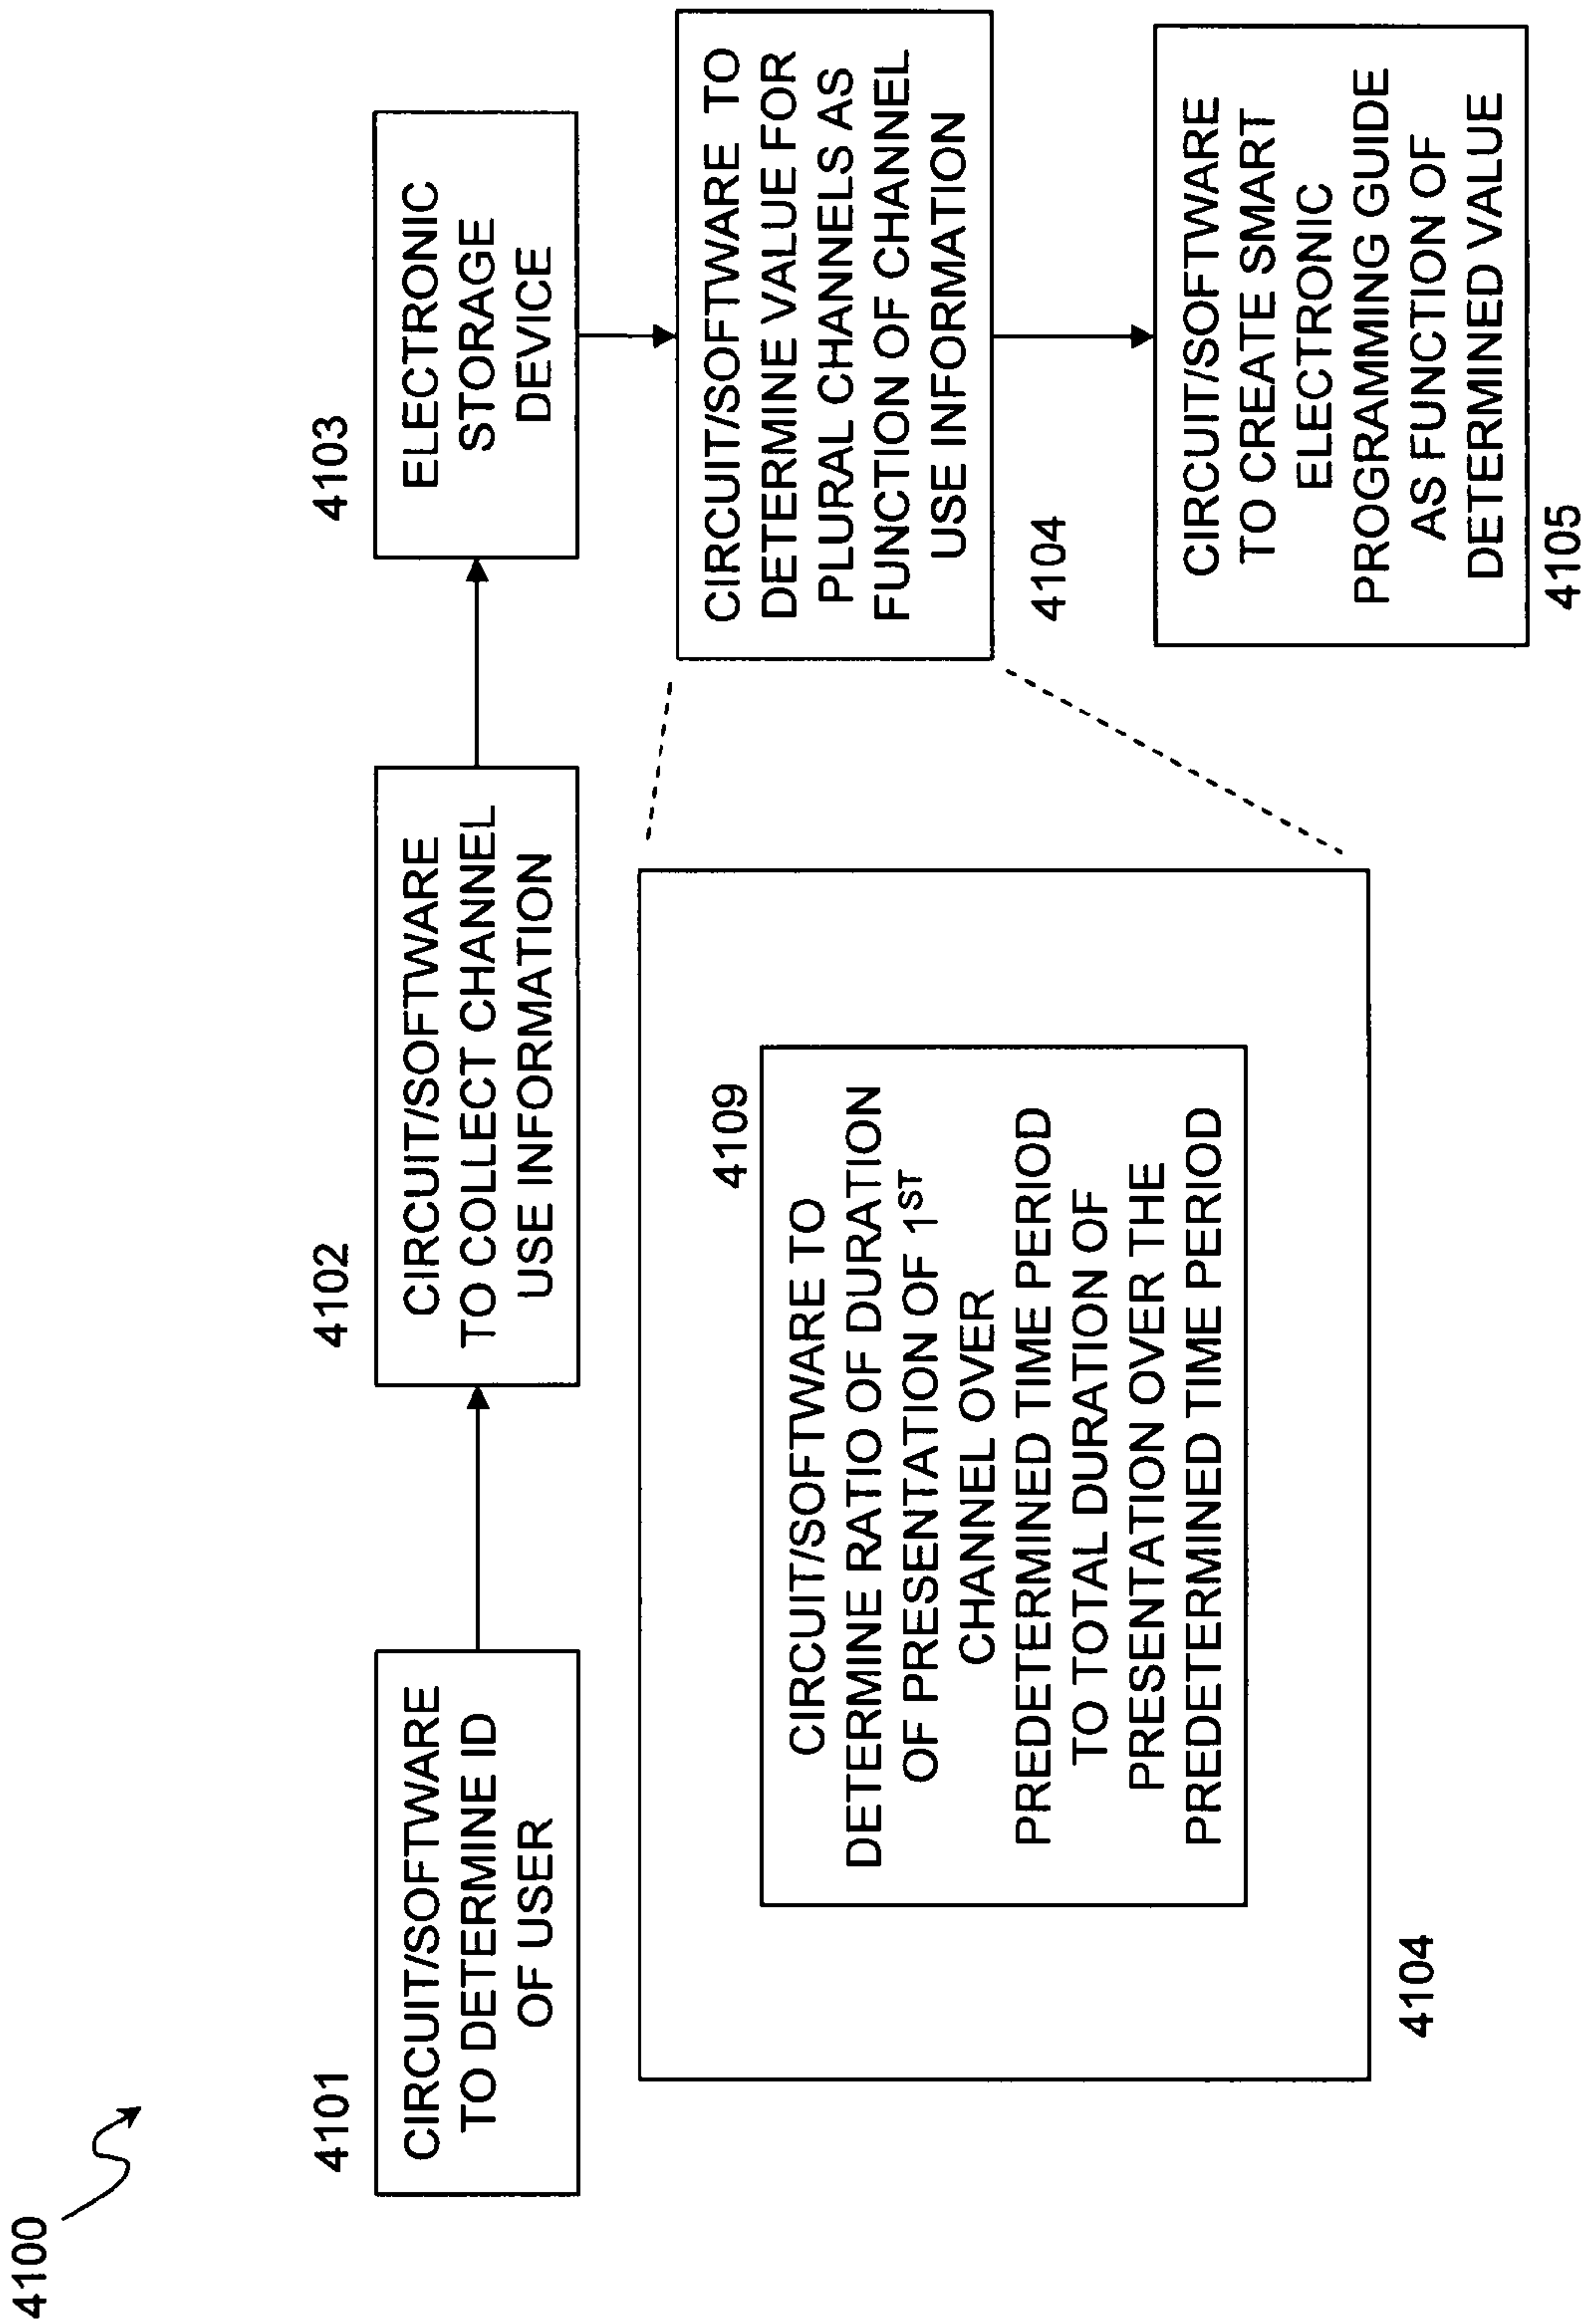 4100
4101
CIRCUIT/SOFTWARE
TO DETERMINE ID
OF USER
4102
CIRCUIT/SOFTWARE
TO COLLECT CHANNEL
USE INFORMATION
4103
ELECTRONIC
STORAGE
DEVICE
CIRCUIT/SOFTWARE TO
DETERMINE VALUE FOR
PLURAL CHANNELS AS
FUNCTION OF CHANNEL
USE INFORMATION
4104
4109
CIRCUIT/SOFTWARE TO
DETERMINE RATIO OF DURATION
OF PRESENTATION OF 1ST
CHANNEL OVER
PREDETERMINED TIME PERIOD
TO TOTAL DURATION OF
PRESENTATION OVER THE
PREDETERMINED TIME PERIOD
4104
CIRCUIT/SOFTWARE
TO CREATE SMART
ELECTRONIC
PROGRAMMING GUIDE
AS FUNCTION OF
DETERMINED VALUE
4105